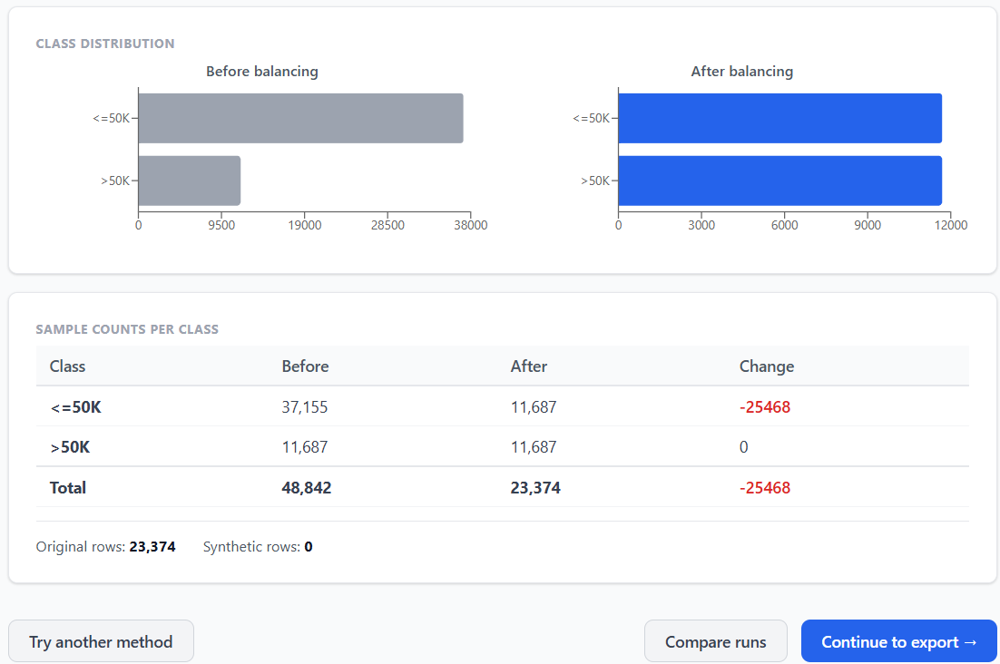 CLASS DISTRIBUTION
Before balancing
<=50K
>50K
0 9500 19000 28500 38000
After balancing
<=50K
>50K
0 3000 6000 9000 12000
SAMPLE COUNTS PER CLASS
Class Before After Change
<=50K 37,155 11,687 -25468
>50K 11,687 11,687 0
Total 48,842 23,374 -25468
Original rows: 23,374 Synthetic rows: 0
Try another method Compare runs Continue to export →